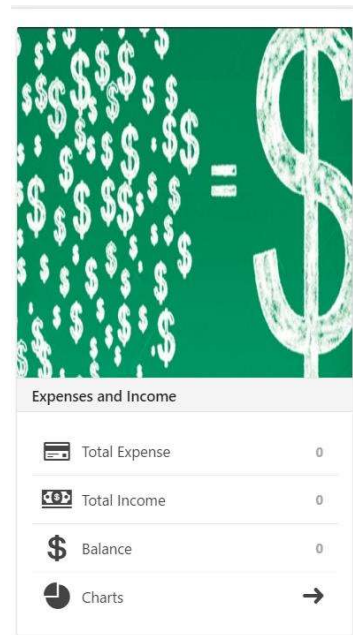 Expenses and Income
Total Expense 0
Total Income 0
Balance 0
Charts